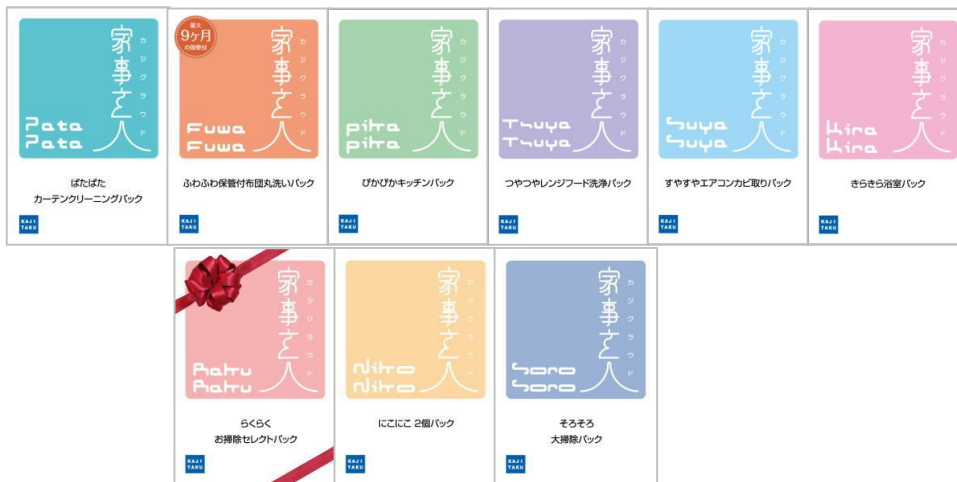 家事玄人
カジクラウド
Pata
Pata
ぱたぱた
カーテンクリーニングパック
KAJI
TAKU
最大
9ヶ月
の保管付
家事玄人
カジクラウド
Fuwa
Fuwa
ふわふわ保管付布団丸洗いパック
KAJI
TAKU
家事玄人
カジクラウド
pika
pika
ぴかぴかキッチンパック
KAJI
TAKU
家事玄人
カジクラウド
Tsuya
Tsuya
つやつやレンジフード洗浄パック
KAJI
TAKU
家事玄人
カジクラウド
Suya
Suya
すやすやエアコンカビ取りパック
KAJI
TAKU
家事玄人
カジクラウド
Kira
Kira
きらきら浴室パック
KAJI
TAKU
家事玄人
カジクラウド
Raku
Raku
らくらく
お掃除セレクトパック
KAJI
TAKU
家事玄人
カジクラウド
Niko
Niko
にこにこ 2個パック
KAJI
TAKU
家事玄人
カジクラウド
Soro
Soro
そろそろ
大掃除パック
KAJI
TAKU